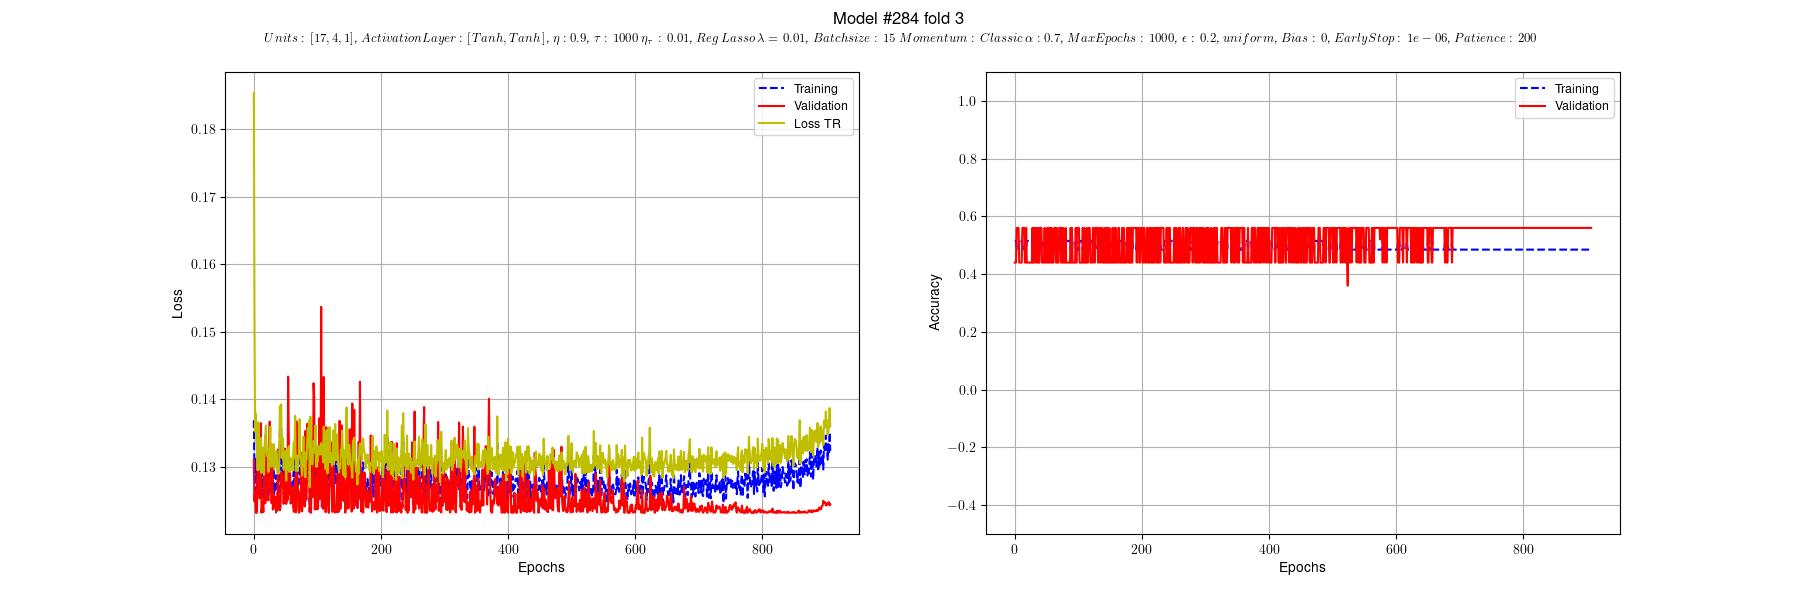 Model #284 fold 3
Units : [17, 4, 1], ActivationLayer : [Tanh, Tanh], η : 0.9, τ : 1000 ητ : 0.01, Reg Lasso λ = 0.01, Batchsize : 15 Momentum : Classic α : 0.7, MaxEpochs : 1000, ϵ : 0.2, uniform, Bias : 0, EarlyStop : 1e − 06, Patience : 200
Training
Validation
Loss TR
0.18
0.17
0.16
0.15
0.14
0.13
Loss
0
200
400
600
800
Epochs
Training
Validation
1.0
0.8
0.6
0.4
0.2
0.0
−0.2
−0.4
Accuracy
0
200
400
600
800
Epochs